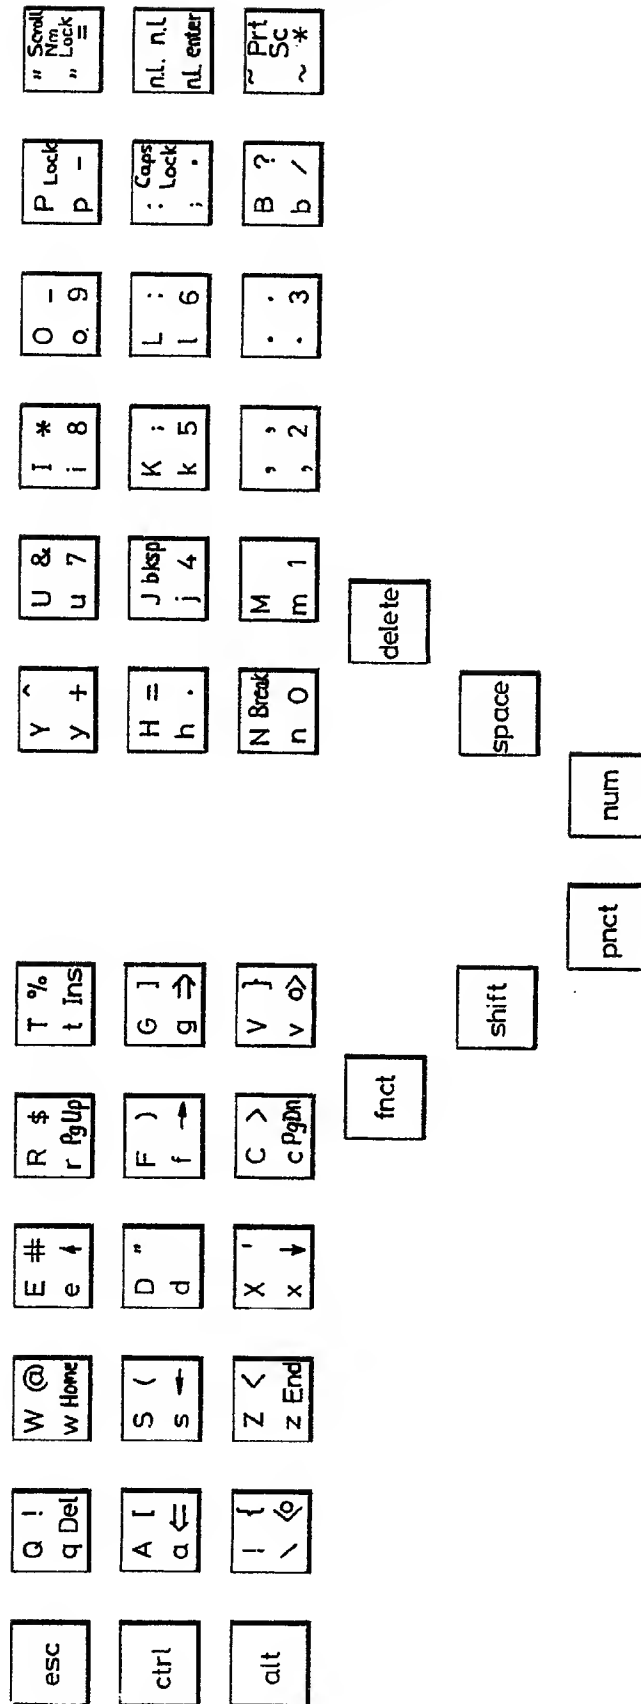 esc
Q !
q Del
W @
w Home
E #
e ↑
R $
r PgUp
T %
t Ins
Y ^
y +
U &
u 7
I *
i 8
O -
o. 9
P Lock
p -
" Scroll
Nm
" Lock
" =
ctrl
A [
a ⇐
S (
s ←
D "
d
F )
f →
G ]
g ⇒
H =
h .
J bksp
j 4
K ;
k 5
L :
l 6
: Caps
Lock
; .
n.l. n.l
n.l. enter
alt
! {
\
Z <
z End
X '
x ↓
C >
c PgDn
V }
v
N Break
n 0
M
m 1
, ,
, 2
. .
. 3
B ?
b /
~ Prt
Sc
~ *
fnct
delete
shift
space
pnct
num